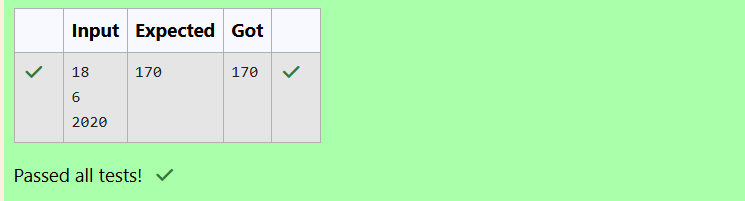 Input Expected Got
18 170 170
6
2020
Passed all tests!